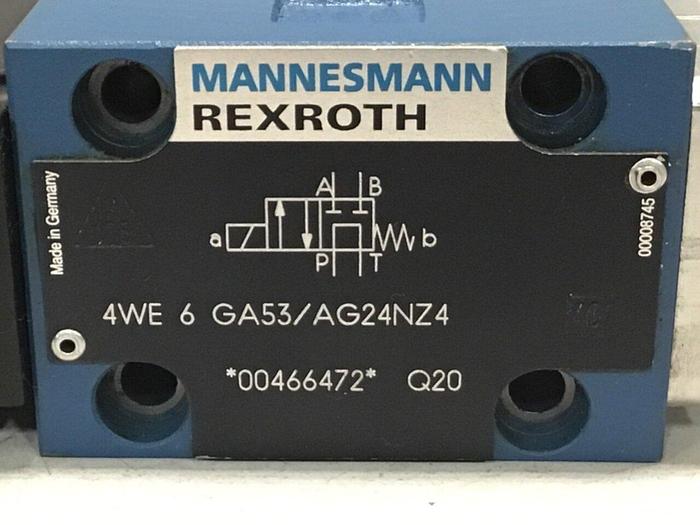 MANNESMANN
REXROTH
Made in Germany
00008745
A B
a b
P T
4WE 6 GA53/AG24NZ4
*00466472* Q20